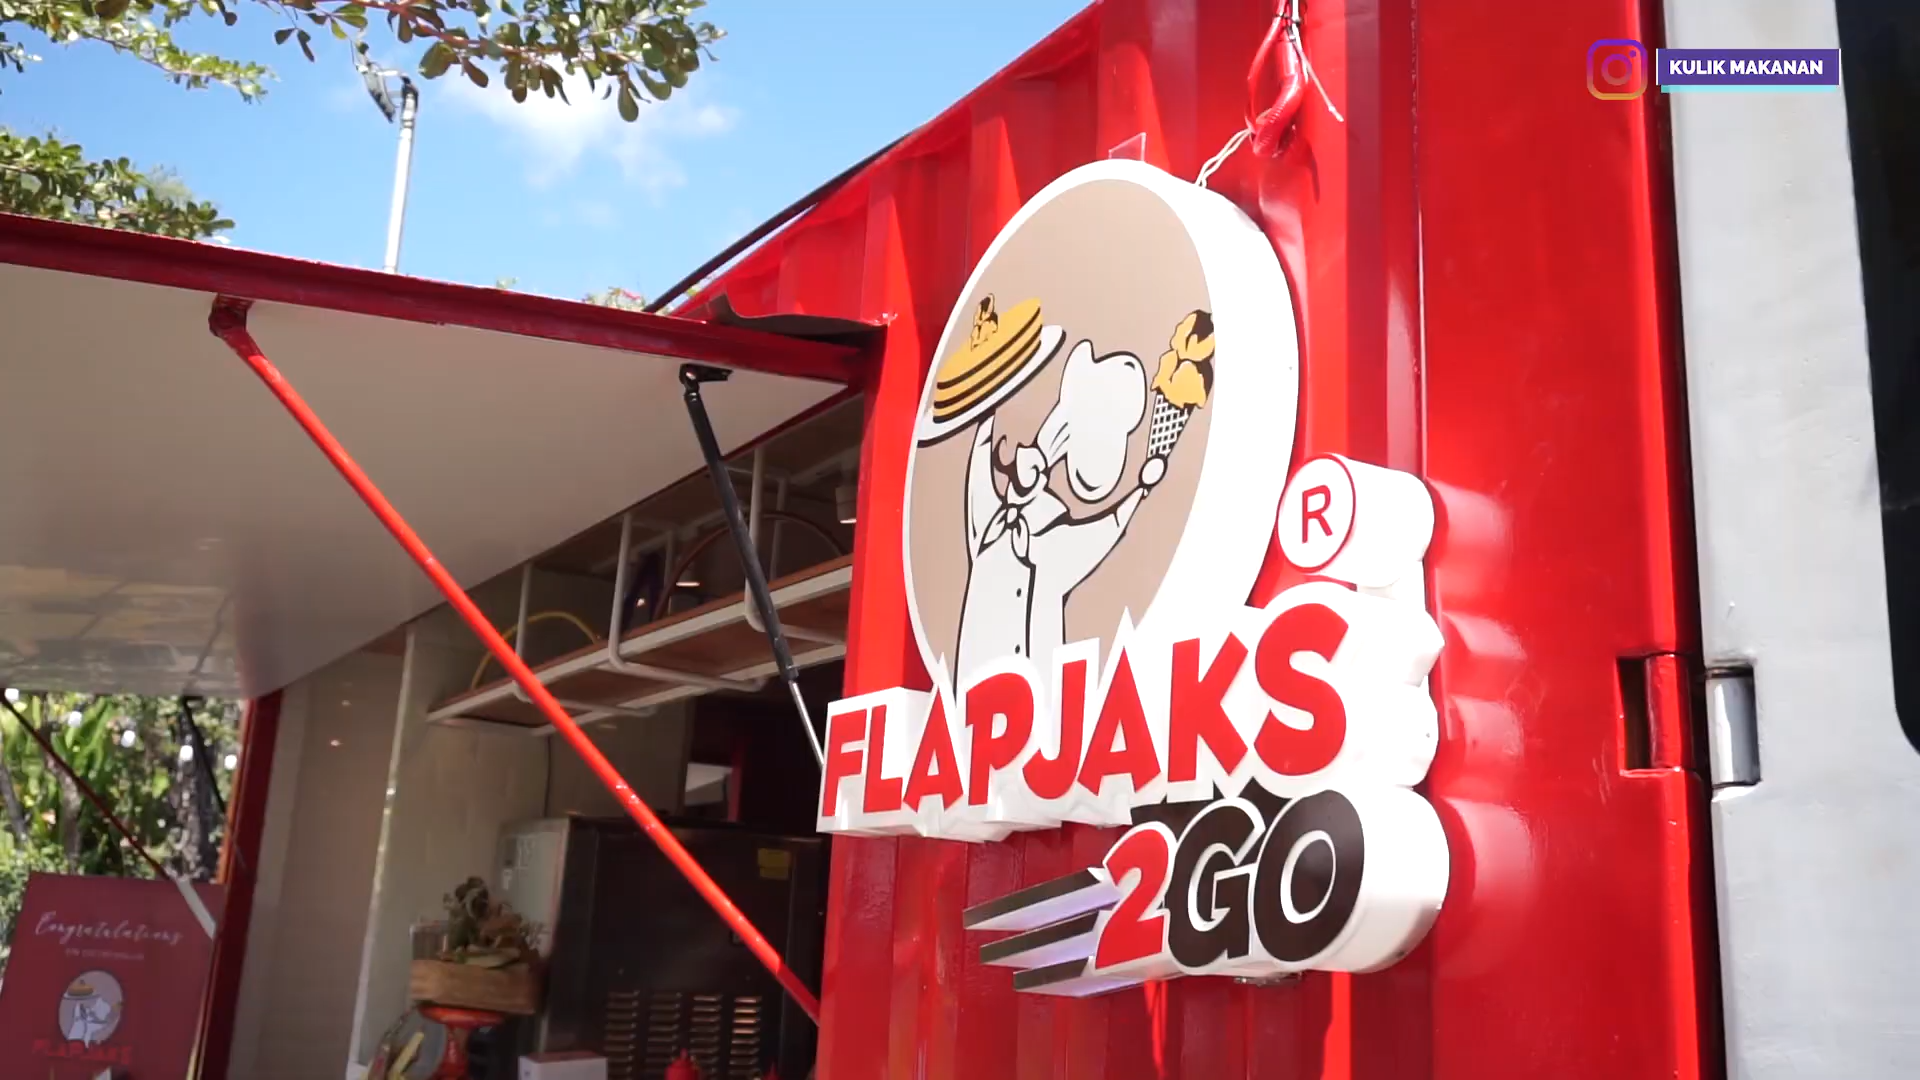 KULIK MAKANAN
R
FLAPJAKS
2GO
Congratulations
FLAPJAKS